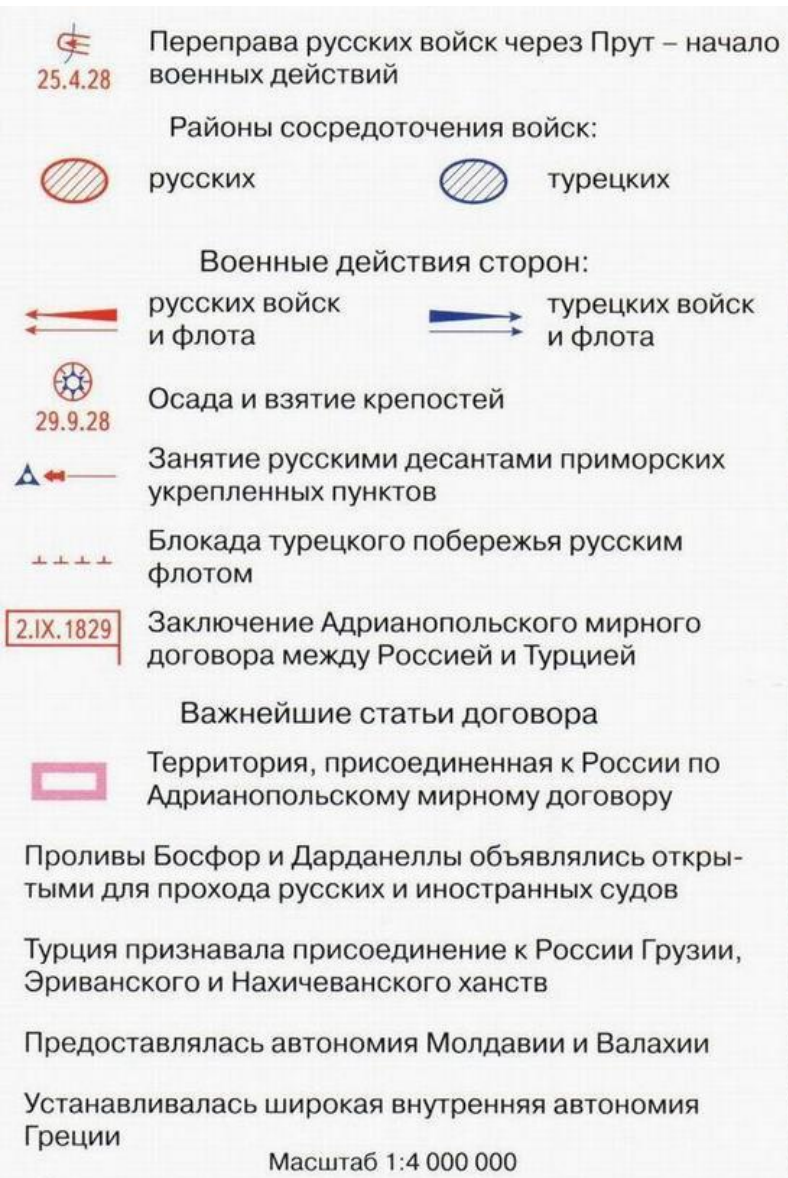 Переправа русских войск через Прут – начало
25.4.28 военных действий
Районы сосредоточения войск:
русских турецких
Военные действия сторон:
русских войск турецких войск
и флота и флота
Осада и взятие крепостей
29.9.28
Занятие русскими десантами приморских
укрепленных пунктов
Блокада турецкого побережья русским
флотом
2.IX.1829 Заключение Адрианопольского мирного
договора между Россией и Турцией
Важнейшие статьи договора
Территория, присоединенная к России по
Адрианопольскому мирному договору
Проливы Босфор и Дарданеллы объявлялись откры-
тыми для прохода русских и иностранных судов
Турция признавала присоединение к России Грузии,
Эриванского и Нахичеванского ханств
Предоставлялась автономия Молдавии и Валахии
Устанавливалась широкая внутренняя автономия
Греции
Масштаб 1:4 000 000